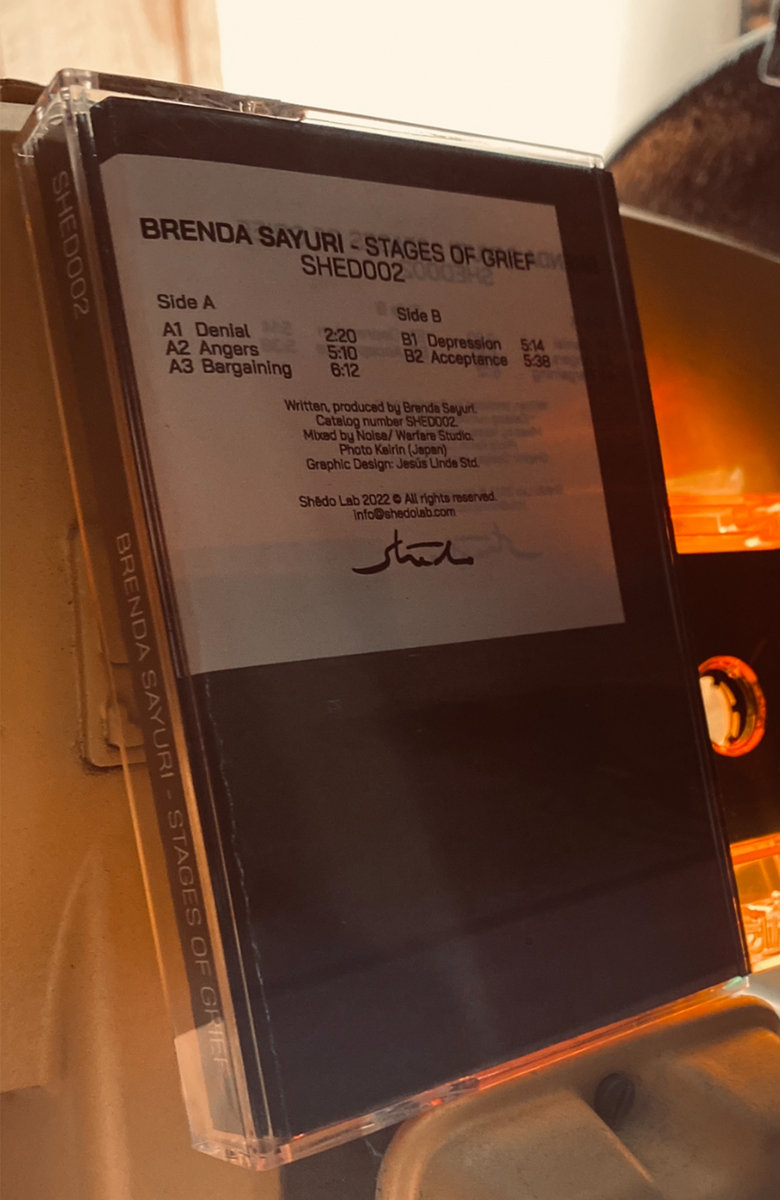 BRENDA SAYURI - STAGES OF GRIEF
SHED002
Side A
A1 Denial 2:20
A2 Angers 5:10
A3 Bargaining 6:12
Side B
B1 Depression 5:14
B2 Acceptance 5:38
Written, produced by Brenda Sayuri.
Catalog number SHED002.
Mixed by Noise/ Warfare Studio.
Photo Keirin (Japan)
Graphic Design: Jesús Linde Std.
Shēdo Lab 2022 © All rights reserved.
info@shedolab.com
shēdo
SHED002
BRENDA SAYURI - STAGES OF GRIEF